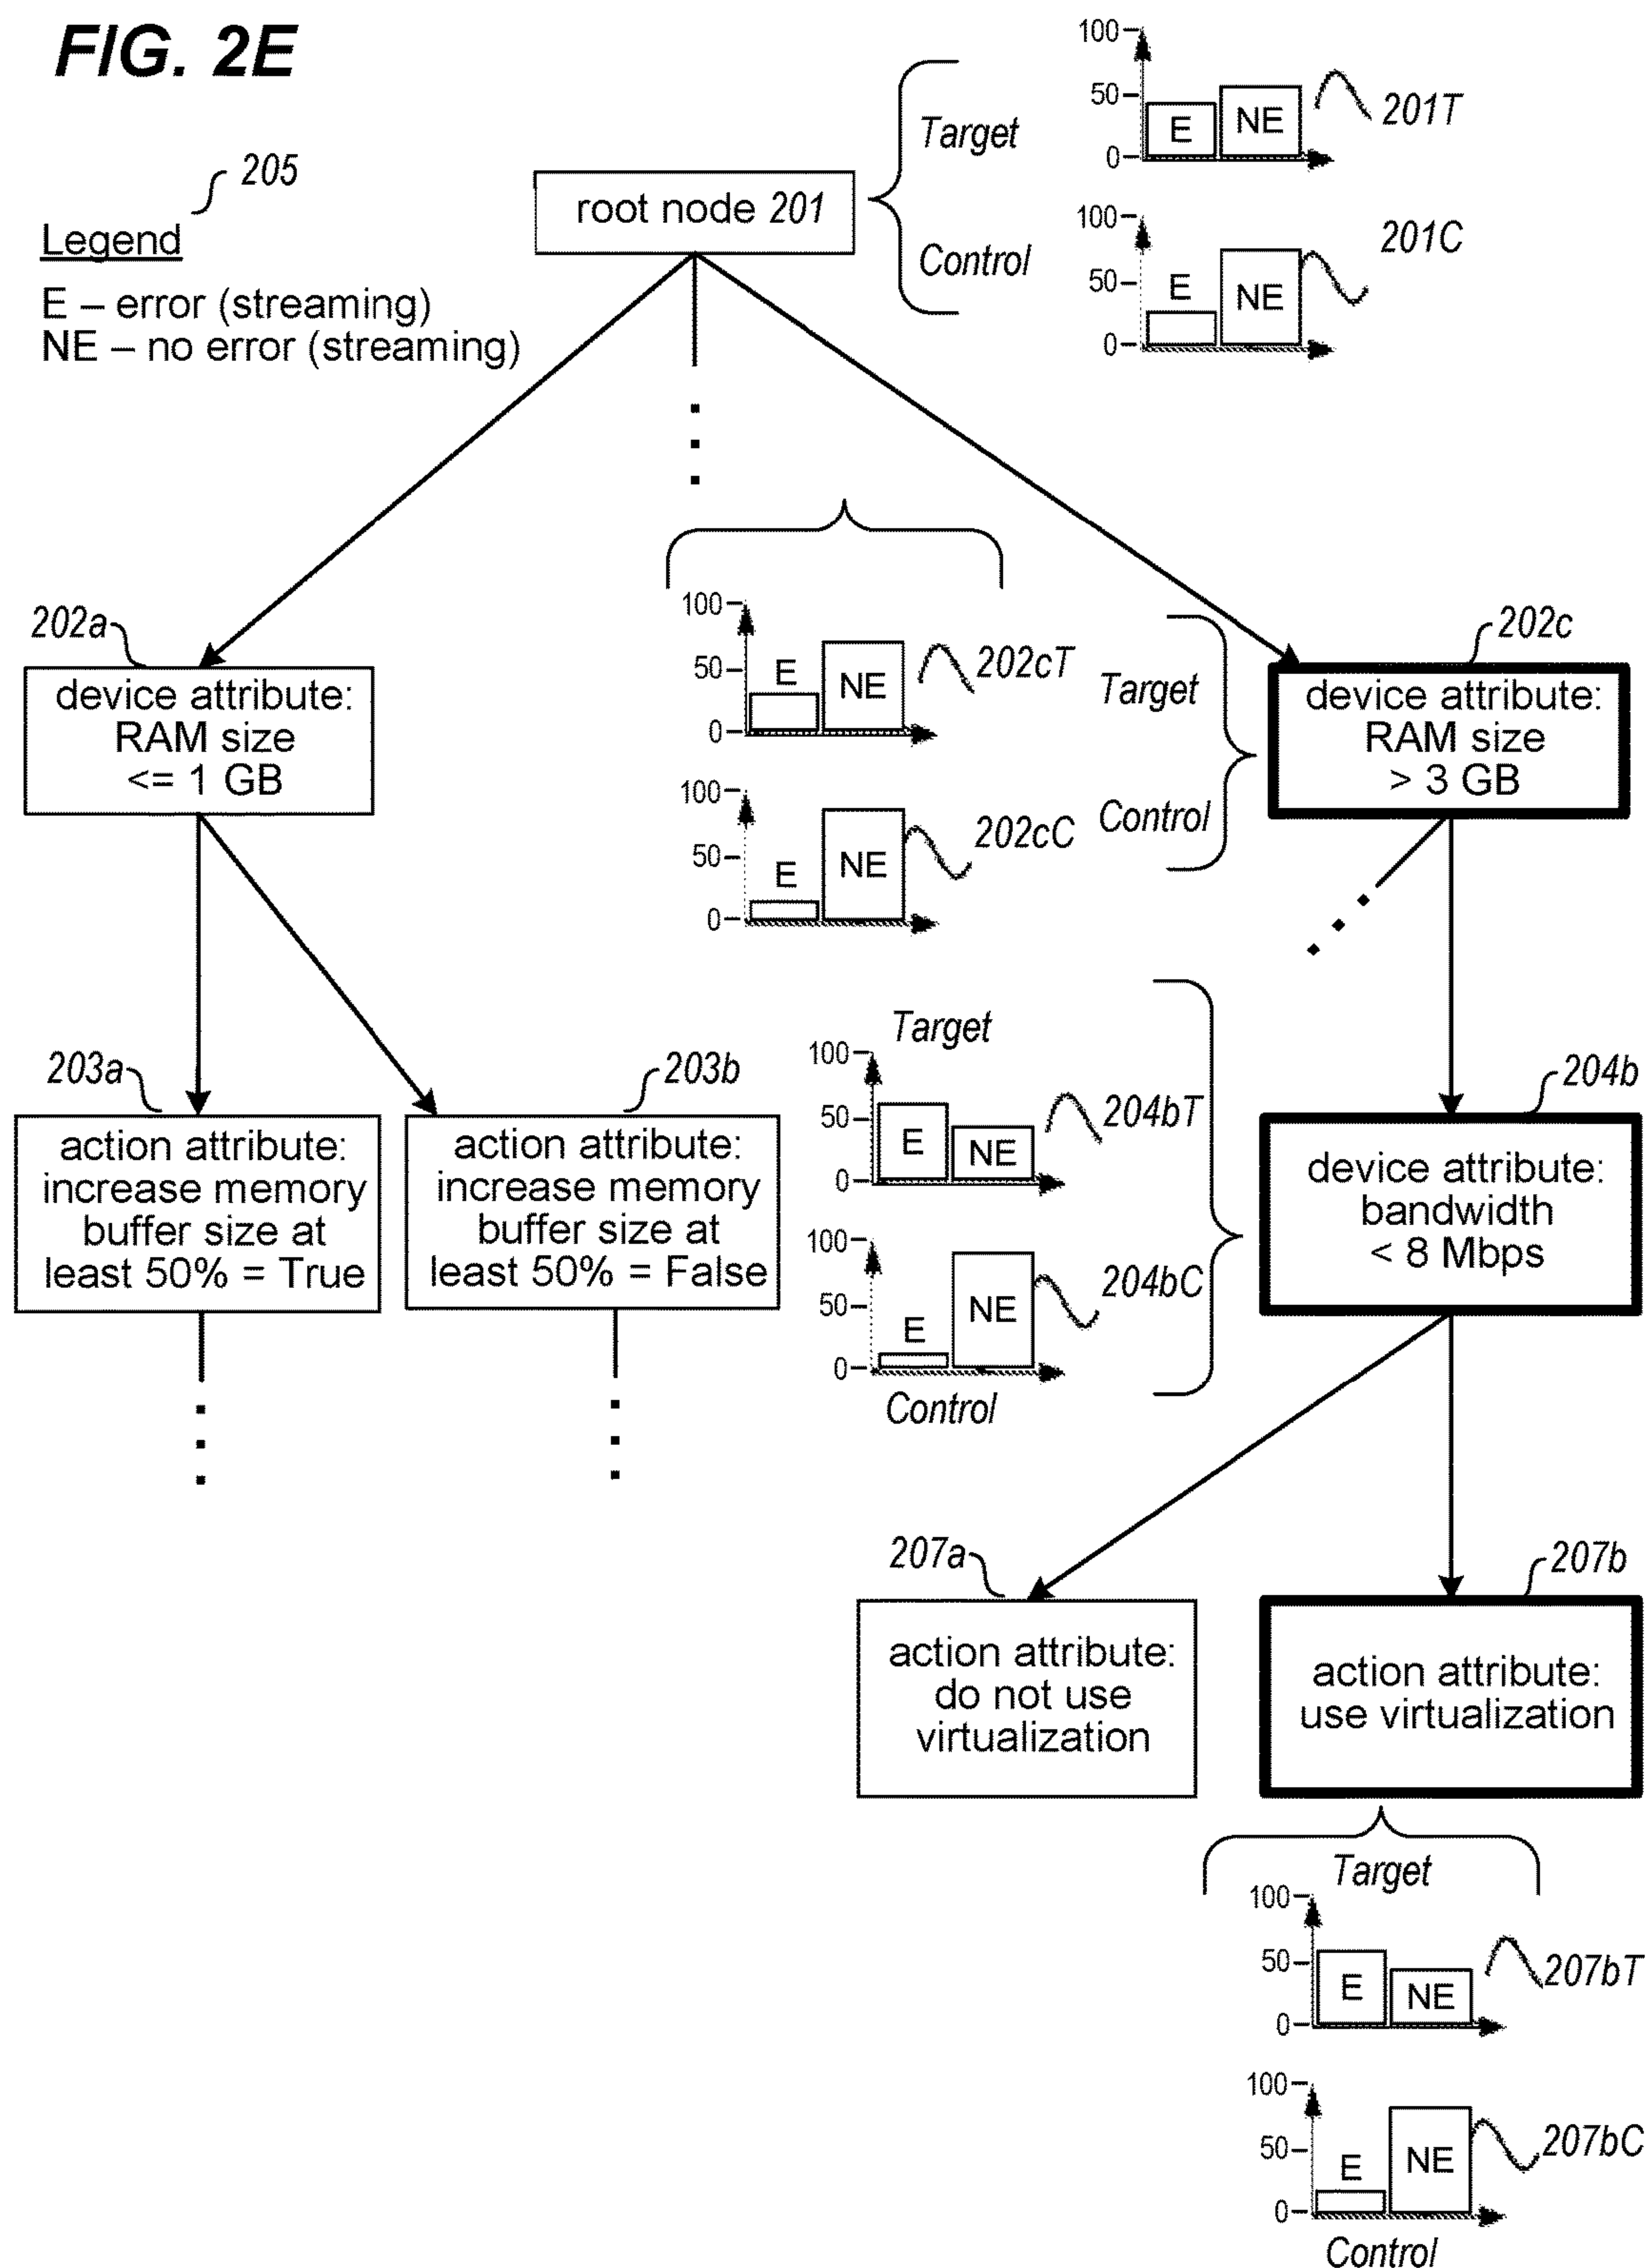 FIG. 2E
205
Legend
E – error (streaming)
NE – no error (streaming)
root node 201
Target
Control
100
50
0
E
NE
201T
100
50
0
E
NE
201C
202a
device attribute:
RAM size
<= 1 GB
100
50
0
E
NE
202cT
100
50
0
E
NE
202cC
Target
Control
202c
device attribute:
RAM size
> 3 GB
203a
action attribute:
increase memory
buffer size at
least 50% = True
203b
action attribute:
increase memory
buffer size at
least 50% = False
Target
100
50
0
E
NE
204bT
100
50
0
E
NE
204bC
Control
204b
device attribute:
bandwidth
< 8 Mbps
207a
action attribute:
do not use
virtualization
207b
action attribute:
use virtualization
Target
100
50
0
E
NE
207bT
100
50
0
E
NE
207bC
Control